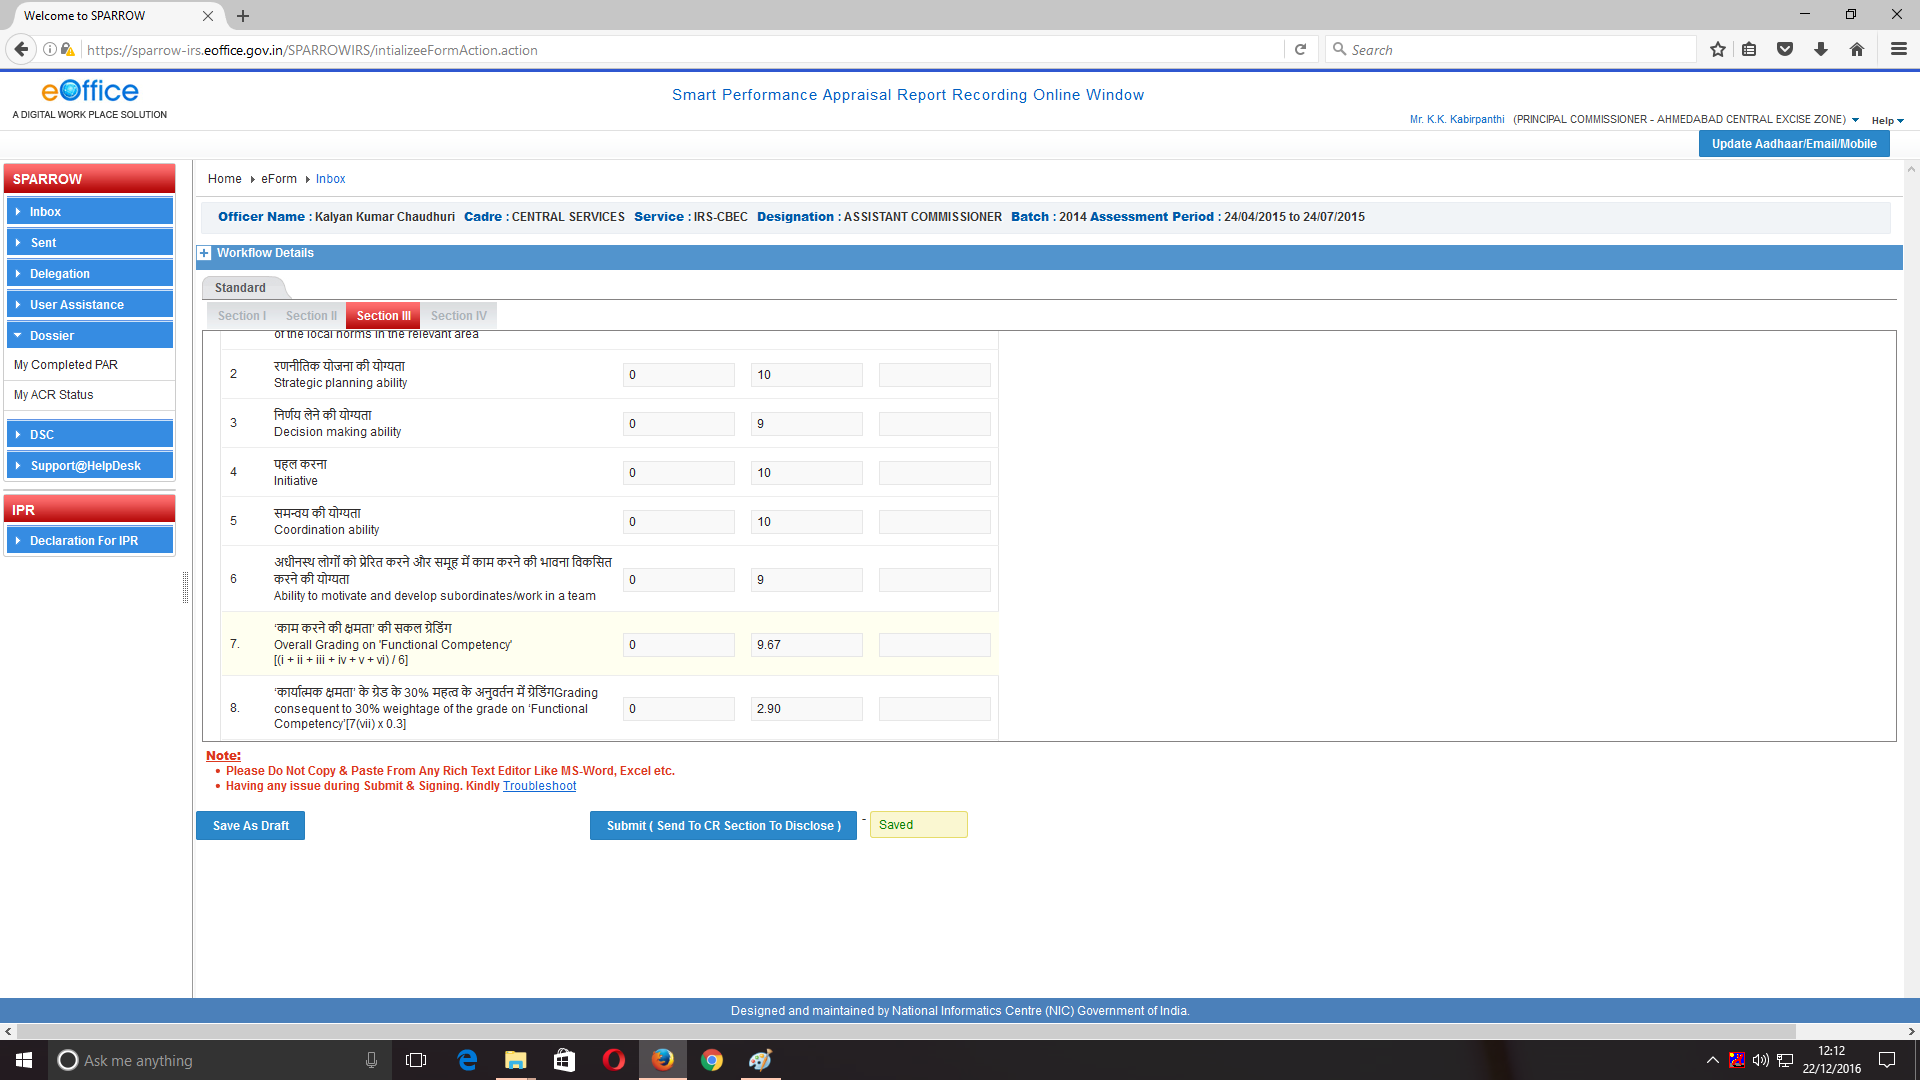 Welcome to SPARROW
https://sparrow-irs.eoffice.gov.in/SPARROWIRS/intializeeFormAction.action
Search
eOffice
A DIGITAL WORK PLACE SOLUTION
Smart Performance Appraisal Report Recording Online Window
Mr. K.K. Kabirpanthi (PRINCIPAL COMMISSIONER - AHMEDABAD CENTRAL EXCISE ZONE) Help
Update Aadhaar/Email/Mobile
SPARROW
Inbox
Sent
Delegation
User Assistance
Dossier
My Completed PAR
My ACR Status
DSC
Support@HelpDesk
IPR
Declaration For IPR
Home eForm Inbox
Officer Name : Kalyan Kumar Chaudhuri Cadre : CENTRAL SERVICES Service : IRS-CBEC Designation : ASSISTANT COMMISSIONER Batch : 2014 Assessment Period : 24/04/2015 to 24/07/2015
Workflow Details
Standard
Section I Section II Section III Section IV
of the local norms in the relevant area
2 रणनीतिक योजना की योग्यता
Strategic planning ability 0 10
3 निर्णय लेने की योग्यता
Decision making ability 0 9
4 पहल करना
Initiative 0 10
5 समन्वय की योग्यता
Coordination ability 0 10
अधीनस्थ लोगों को प्रेरित करने और समूह में काम करने की भावना विकसित
6 करने की योग्यता 0 9
Ability to motivate and develop subordinates/work in a team
'काम करने की क्षमता' की सकल ग्रेडिंग
7. Overall Grading on 'Functional Competency' 0 9.67
[(i + ii + iii + iv + v + vi) / 6]
'कार्यात्मक क्षमता' के ग्रेड के 30% महत्व के अनुवर्तन में ग्रेडिंगGrading
8. consequent to 30% weightage of the grade on 'Functional 0 2.90
Competency'[7(vii) x 0.3]
Note:
• Please Do Not Copy & Paste From Any Rich Text Editor Like MS-Word, Excel etc.
• Having any issue during Submit & Signing. Kindly Troubleshoot
Save As Draft Submit ( Send To CR Section To Disclose ) - Saved
Designed and maintained by National Informatics Centre (NIC) Government of India.
Ask me anything
12:12
22/12/2016